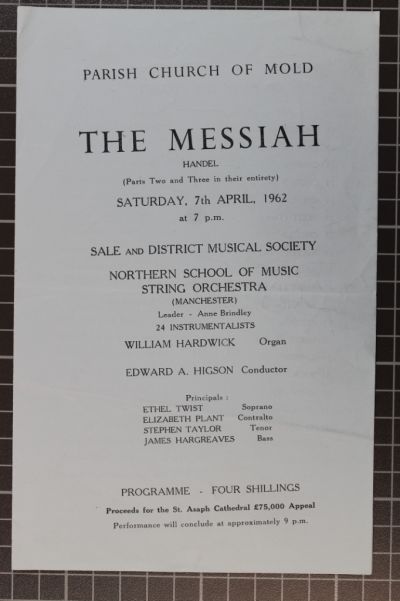 PARISH CHURCH OF MOLD
THE MESSIAH
HANDEL
(Parts Two and Three in their entirety)
SATURDAY, 7th APRIL, 1962
at 7 p.m.
SALE AND DISTRICT MUSICAL SOCIETY
NORTHERN SCHOOL OF MUSIC
STRING ORCHESTRA
(MANCHESTER)
Leader - Anne Brindley
24 INSTRUMENTALISTS
WILLIAM HARDWICK Organ
EDWARD A. HIGSON Conductor
Principals :
ETHEL TWIST Soprano
ELIZABETH PLANT Contralto
STEPHEN TAYLOR Tenor
JAMES HARGREAVES Bass
PROGRAMME - FOUR SHILLINGS
Proceeds for the St. Asaph Cathedral £75,000 Appeal
Performance will conclude at approximately 9 p.m.